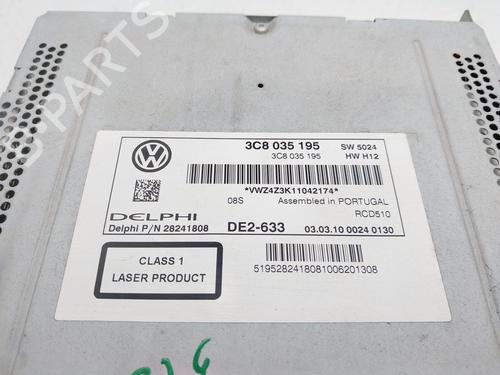 B-PARTS
3C8 035 195 SW 5024
3C8 035 195 HW H12
*VWZ4Z3K11042174*
08S Assembled in PORTUGAL
RCD510
DELPHI
Delphi P/N 28241808 DE2-633 03.03.10 0024 0130
CLASS 1
LASER PRODUCT
5195282418081006201308